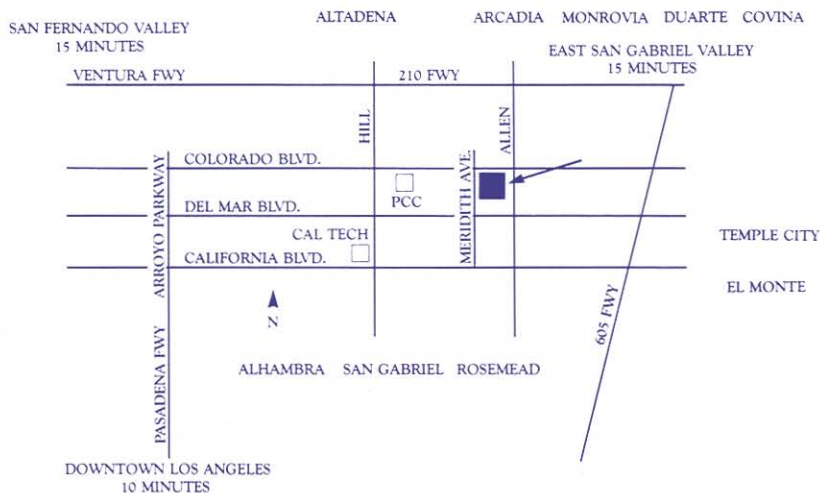 ALTADENA
ARCADIA MONROVIA DUARTE COVINA
SAN FERNANDO VALLEY
15 MINUTES
EAST SAN GABRIEL VALLEY
15 MINUTES
VENTURA FWY
210 FWY
HILL
ALLEN
COLORADO BLVD.
ARROYO PARKWAY
MERIDITH AVE.
PCC
DEL MAR BLVD.
CAL TECH
CALIFORNIA BLVD.
TEMPLE CITY
EL MONTE
N
605 FWY
PASADENA FWY
ALHAMBRA SAN GABRIEL ROSEMEAD
DOWNTOWN LOS ANGELES
10 MINUTES